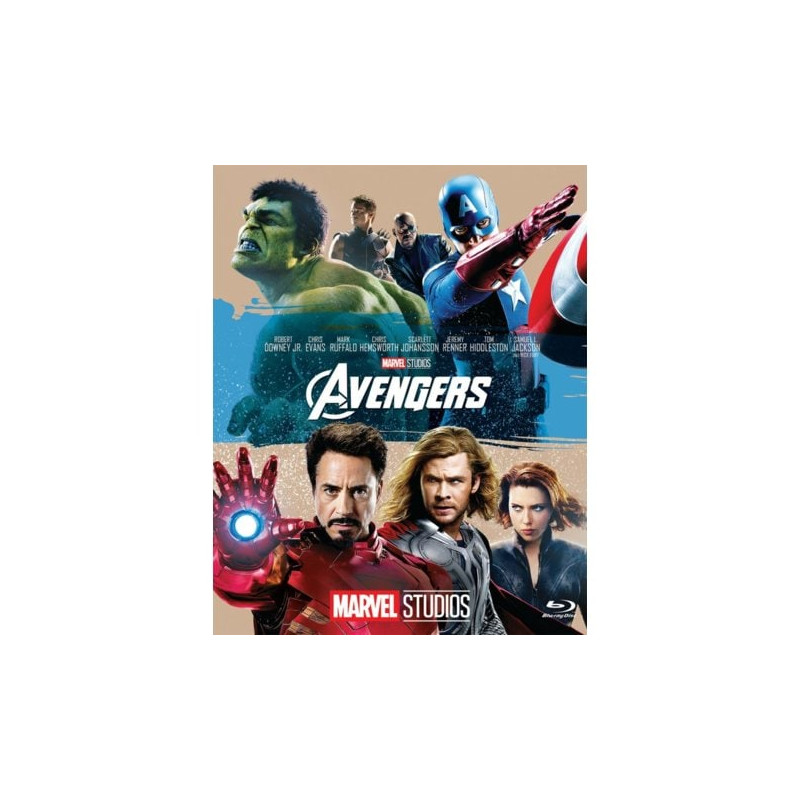 A
ROBERT CHRIS MARK CHRIS SCARLETT JEREMY TOM SAMUEL L.
DOWNEY JR. EVANS RUFFALO HEMSWORTH JOHANSSON RENNER HIDDLESTON JACKSON
MARVEL STUDIOS
AVENGERS
MARVEL STUDIOS
Blu-ray Disc